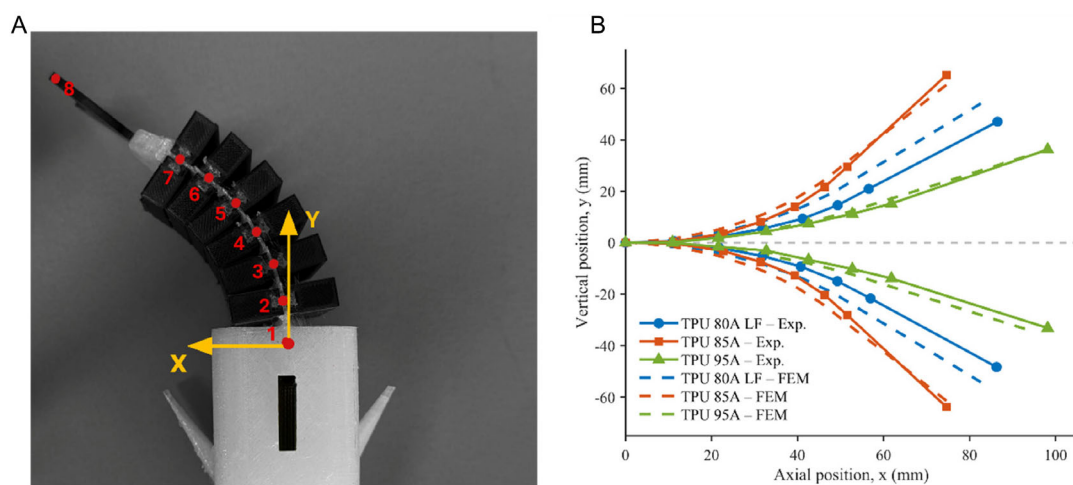 A
8
7
6
5
4
3
2
1
Y
X
B
Vertical position, y (mm)
60
40
20
0
-20
-40
-60
TPU 80A LF – Exp.
TPU 85A – Exp.
TPU 95A – Exp.
TPU 80A LF – FEM
TPU 85A – FEM
TPU 95A – FEM
0
20
40
60
80
100
Axial position, x (mm)